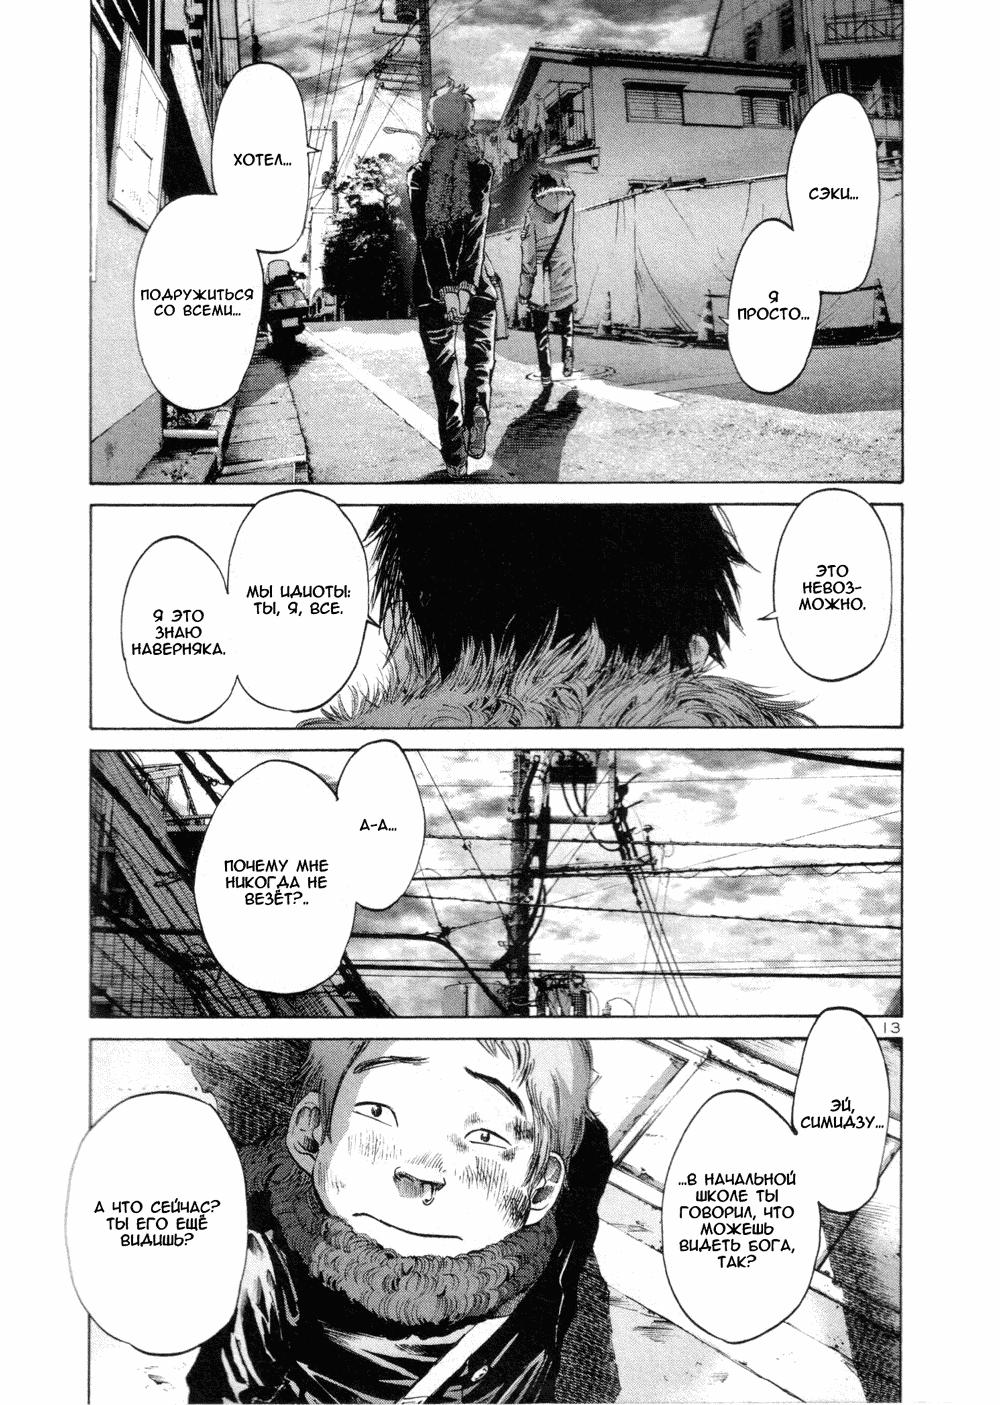 СЭКИ...
Я
ПРОСТО...
ХОТЕЛ...
ПОДРУЖИТЬСЯ
СО ВСЕМИ...
ЭТО
НЕВОЗ-
МОЖНО.
МЫ ИДИОТЫ:
ТЫ, Я, ВСЕ.
Я ЭТО
ЗНАЮ
НАВЕРНЯКА.
А-А...
ПОЧЕМУ МНЕ
НИКОГДА НЕ
ВЕЗЁТ?..
13
ЭЙ,
СИМИДЗУ...
...В НАЧАЛЬНОЙ
ШКОЛЕ ТЫ
ГОВОРИЛ, ЧТО
МОЖЕШЬ
ВИДЕТЬ БОГА,
ТАК?
А ЧТО СЕЙЧАС?
ТЫ ЕГО ЕЩЁ
ВИДИШЬ?